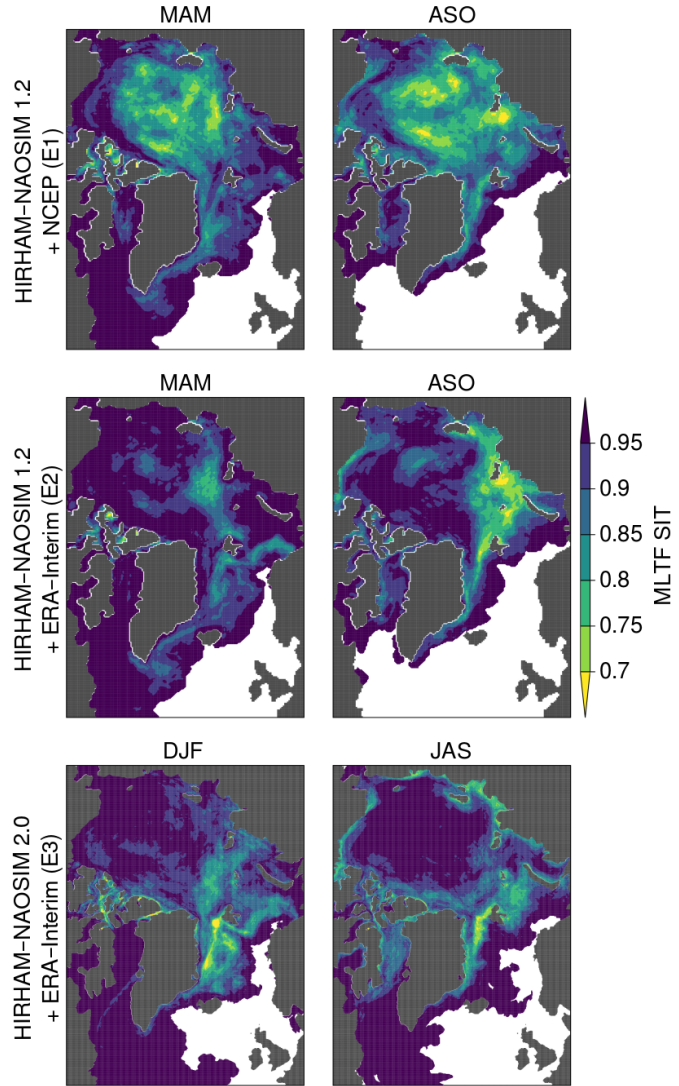 MAM
ASO
HIRHAM−NAOSIM 1.2
+ NCEP (E1)
MAM
ASO
HIRHAM−NAOSIM 1.2
+ ERA−Interim (E2)
0.95
0.9
0.85
0.8
0.75
0.7
MLTF SIT
DJF
JAS
HIRHAM−NAOSIM 2.0
+ ERA−Interim (E3)